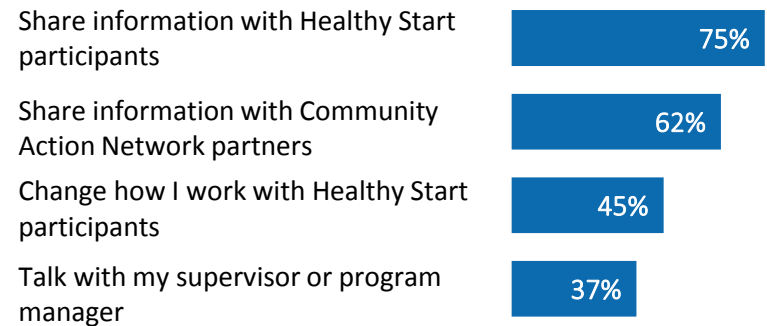 Share information with Healthy Start
participants
75%
Share information with Community
Action Network partners
62%
Change how I work with Healthy Start
participants
45%
Talk with my supervisor or program
manager
37%